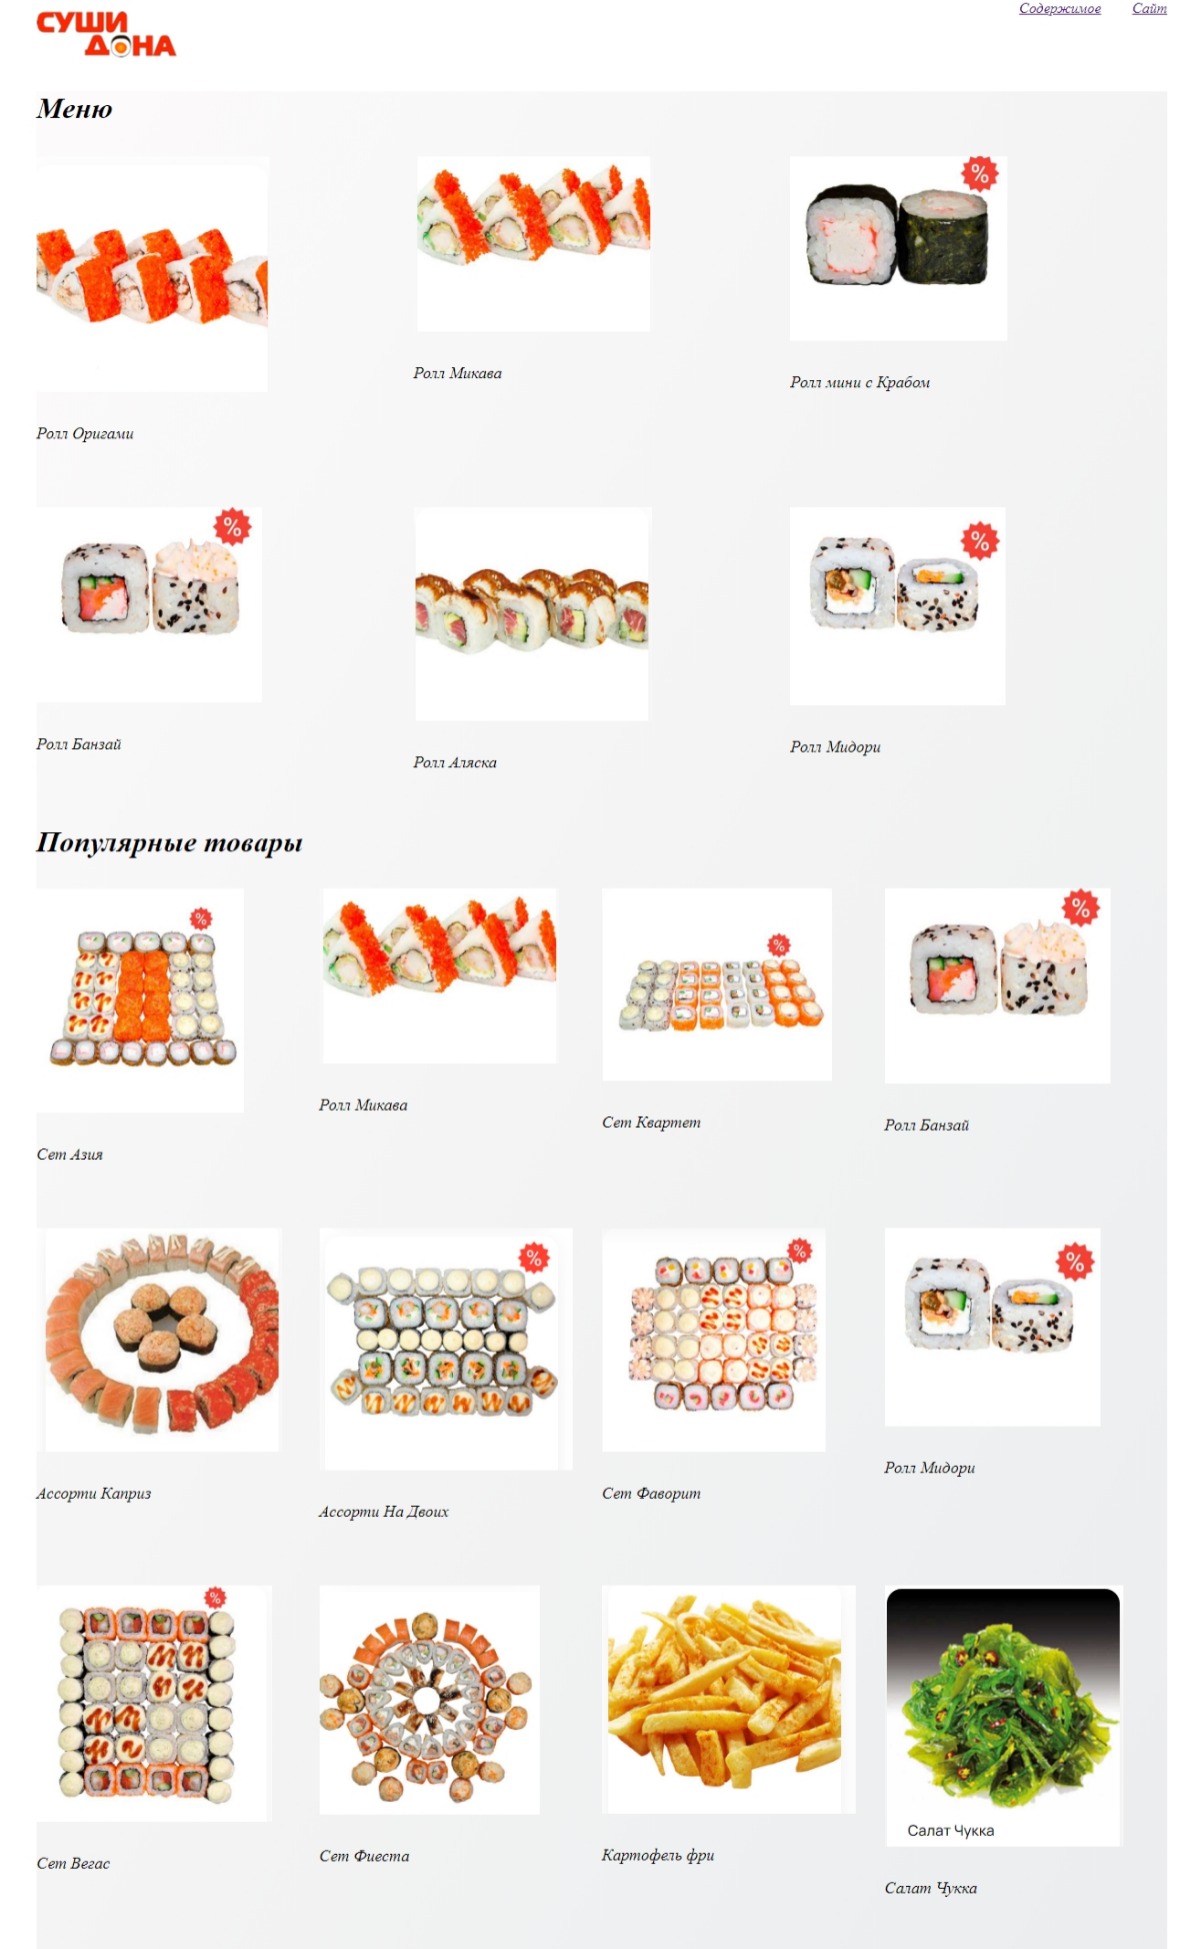 СУШИ
ДОНА
Содержимое Сайт
Меню
%
Ролл Микава
Ролл мини с Крабом
Ролл Оригами
%
%
Ролл Банзай
Ролл Аляска
Ролл Мидори
Популярные товары
%
%
%
Ролл Микава
Сет Квартет
Ролл Банзай
Сет Азия
%
%
%
Ассорти Каприз
Ассорти На Двоих
Сет Фаворит
Ролл Мидори
%
Салат Чукка
Сет Вегас
Сет Фиеста
Картофель фри
Салат Чукка